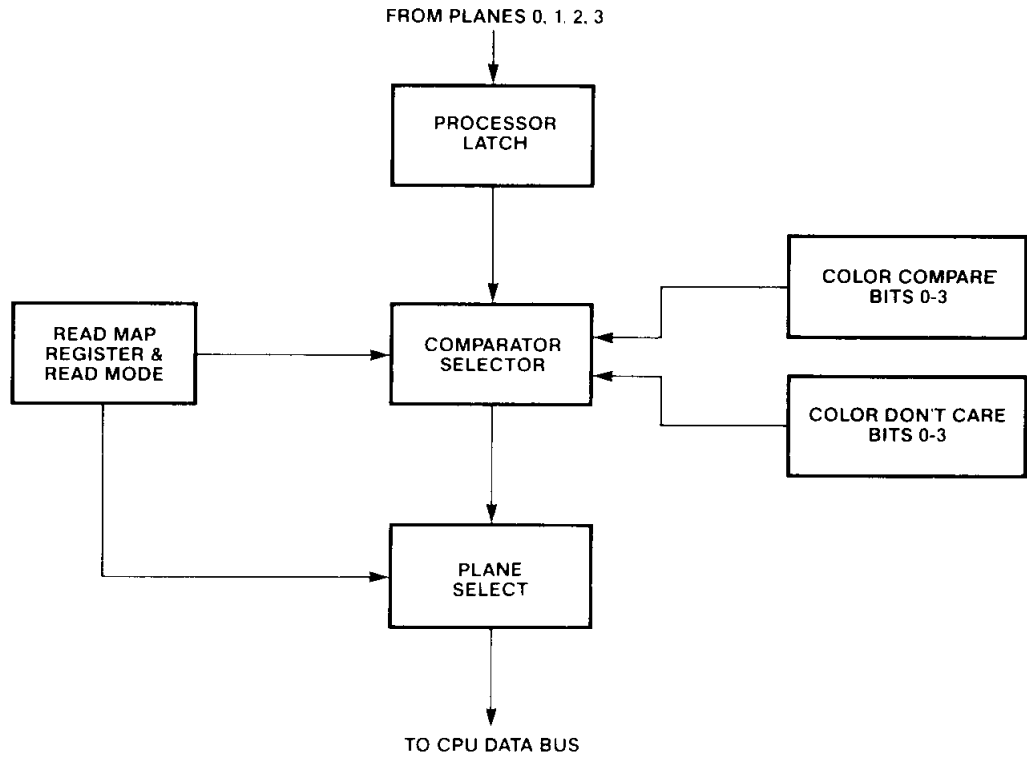 FROM PLANES 0, 1, 2, 3
PROCESSOR
LATCH
COLOR COMPARE
BITS 0-3
READ MAP
REGISTER &
READ MODE
COMPARATOR
SELECTOR
COLOR DON'T CARE
BITS 0-3
PLANE
SELECT
TO CPU DATA BUS